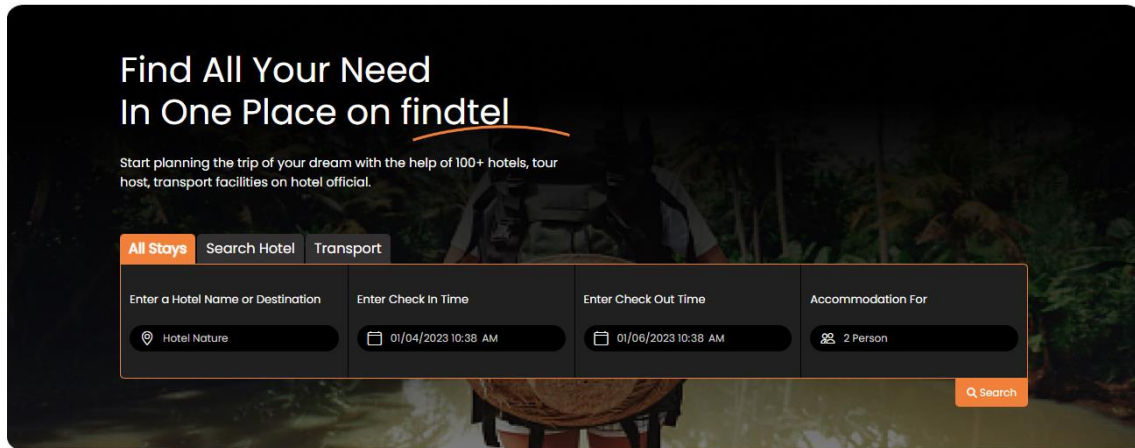 Find All Your Need
In One Place on findtel
Start planning the trip of your dream with the help of 100+ hotels, tour
host, transport facilities on hotel official.
All Stays Search Hotel Transport
Enter a Hotel Name or Destination Enter Check In Time Enter Check Out Time Accommodation For
Hotel Nature 01/04/2023 10:38 AM 01/06/2023 10:38 AM 2 Person
Search